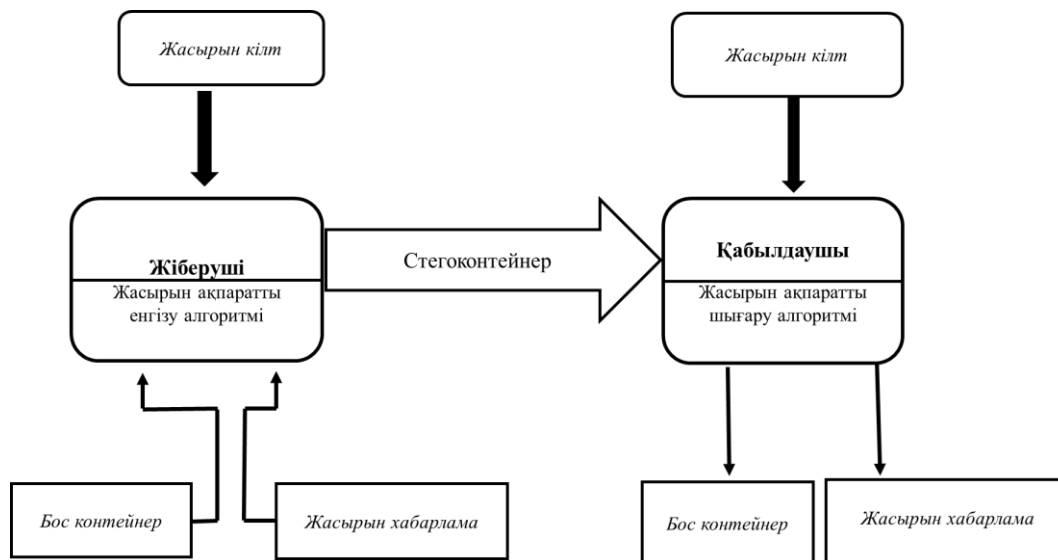 Жасырын кілт
Жасырын кілт
Жіберуші
Жасырын ақпаратты
енгізу алгоритмі
Стегоконтейнер
Қабылдаушы
Жасырын ақпаратты
шығару алгоритмі
Бос контейнер
Жасырын хабарлама
Бос контейнер
Жасырын хабарлама